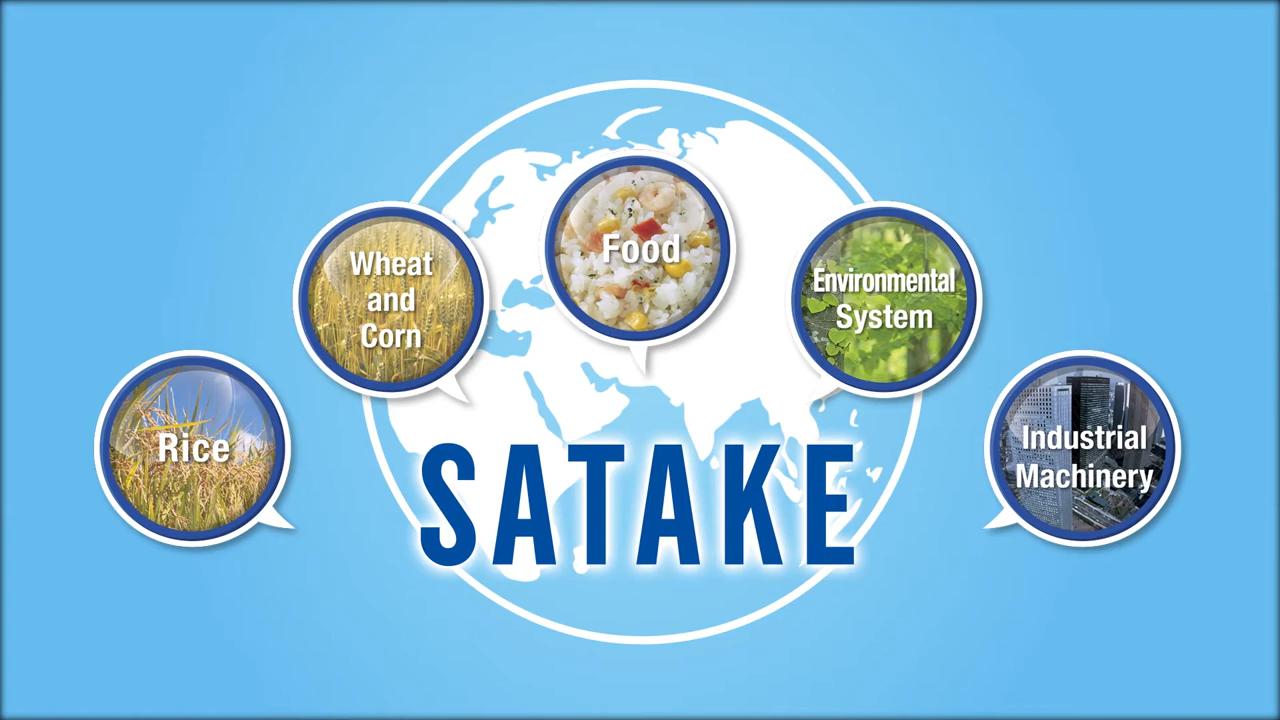 Rice
Wheat
and
Corn
Food
Environmental
System
Industrial
Machinery
SATAKE